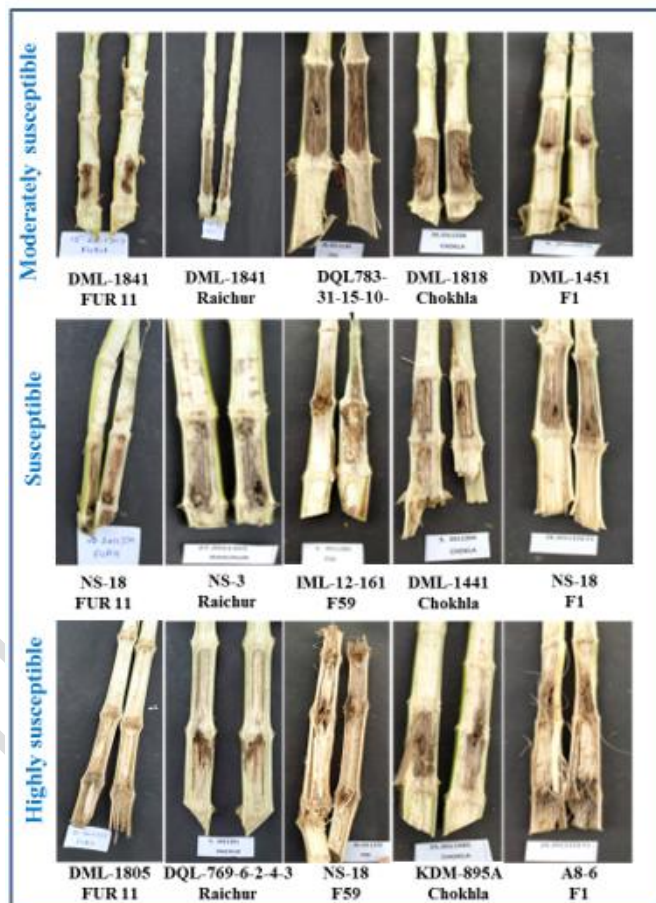 Moderately susceptible
DML-1841 DML-1841 DQL783- DML-1818 DML-1451
FUR 11 Raichur 31-15-10- Chokhla F1
1
Susceptible
NS-18 NS-3 IML-12-161 DML-1441 NS-18
FUR 11 Raichur F59 Chokhla F1
Highly susceptible
DML-1805 DQL-769-6-2-4-3 NS-18 KDM-895A A8-6
FUR 11 Raichur F59 Chokhla F1